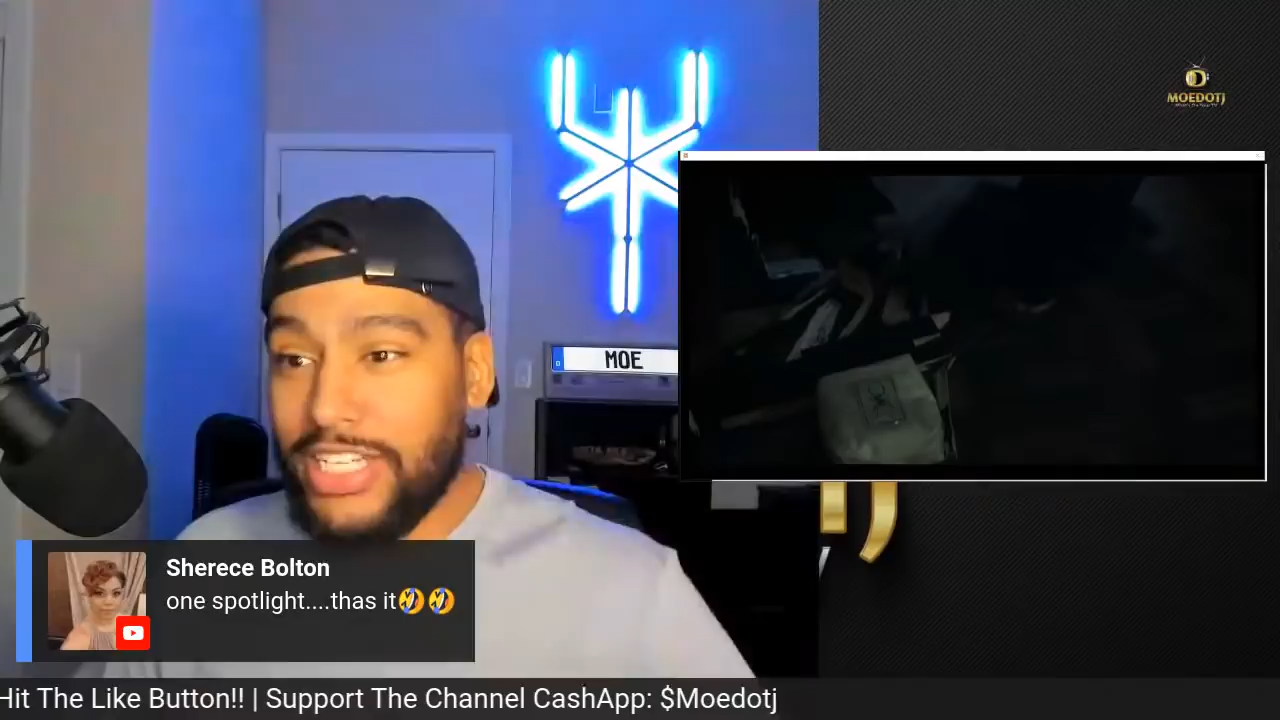 MOEDOTJ
MOE
Sherece Bolton
one spotlight....thas it🤣🤣
Hit The Like Button!! | Support The Channel CashApp: $Moedotj